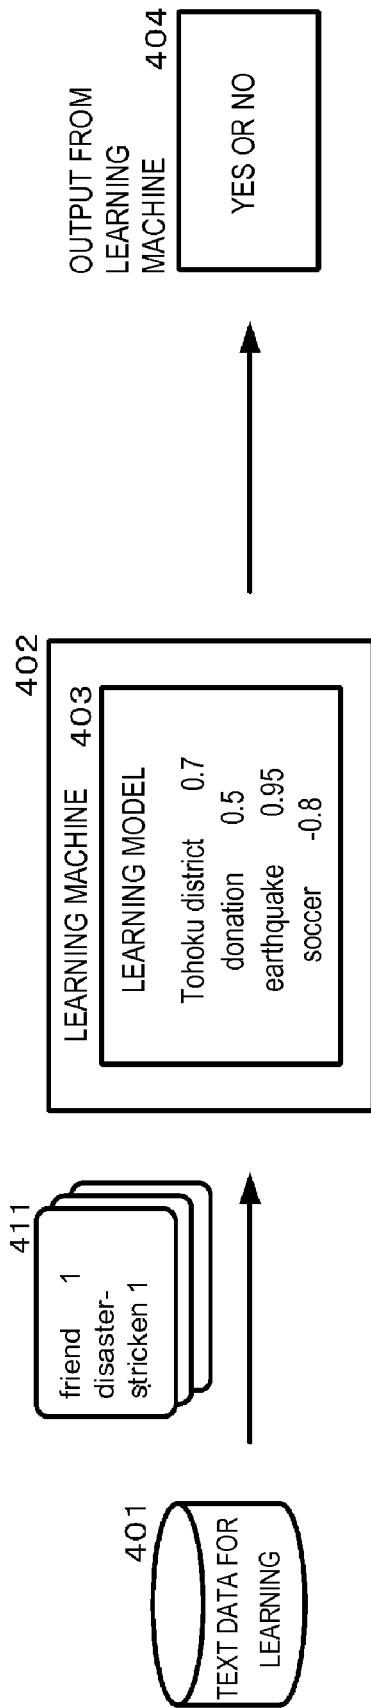 401
TEXT DATA FOR
LEARNING
411
friend 1
disaster-
stricken 1
402
LEARNING MACHINE
403
LEARNING MODEL
Tohoku district 0.7
donation 0.5
earthquake 0.95
soccer -0.8
OUTPUT FROM
LEARNING
MACHINE
404
YES OR NO